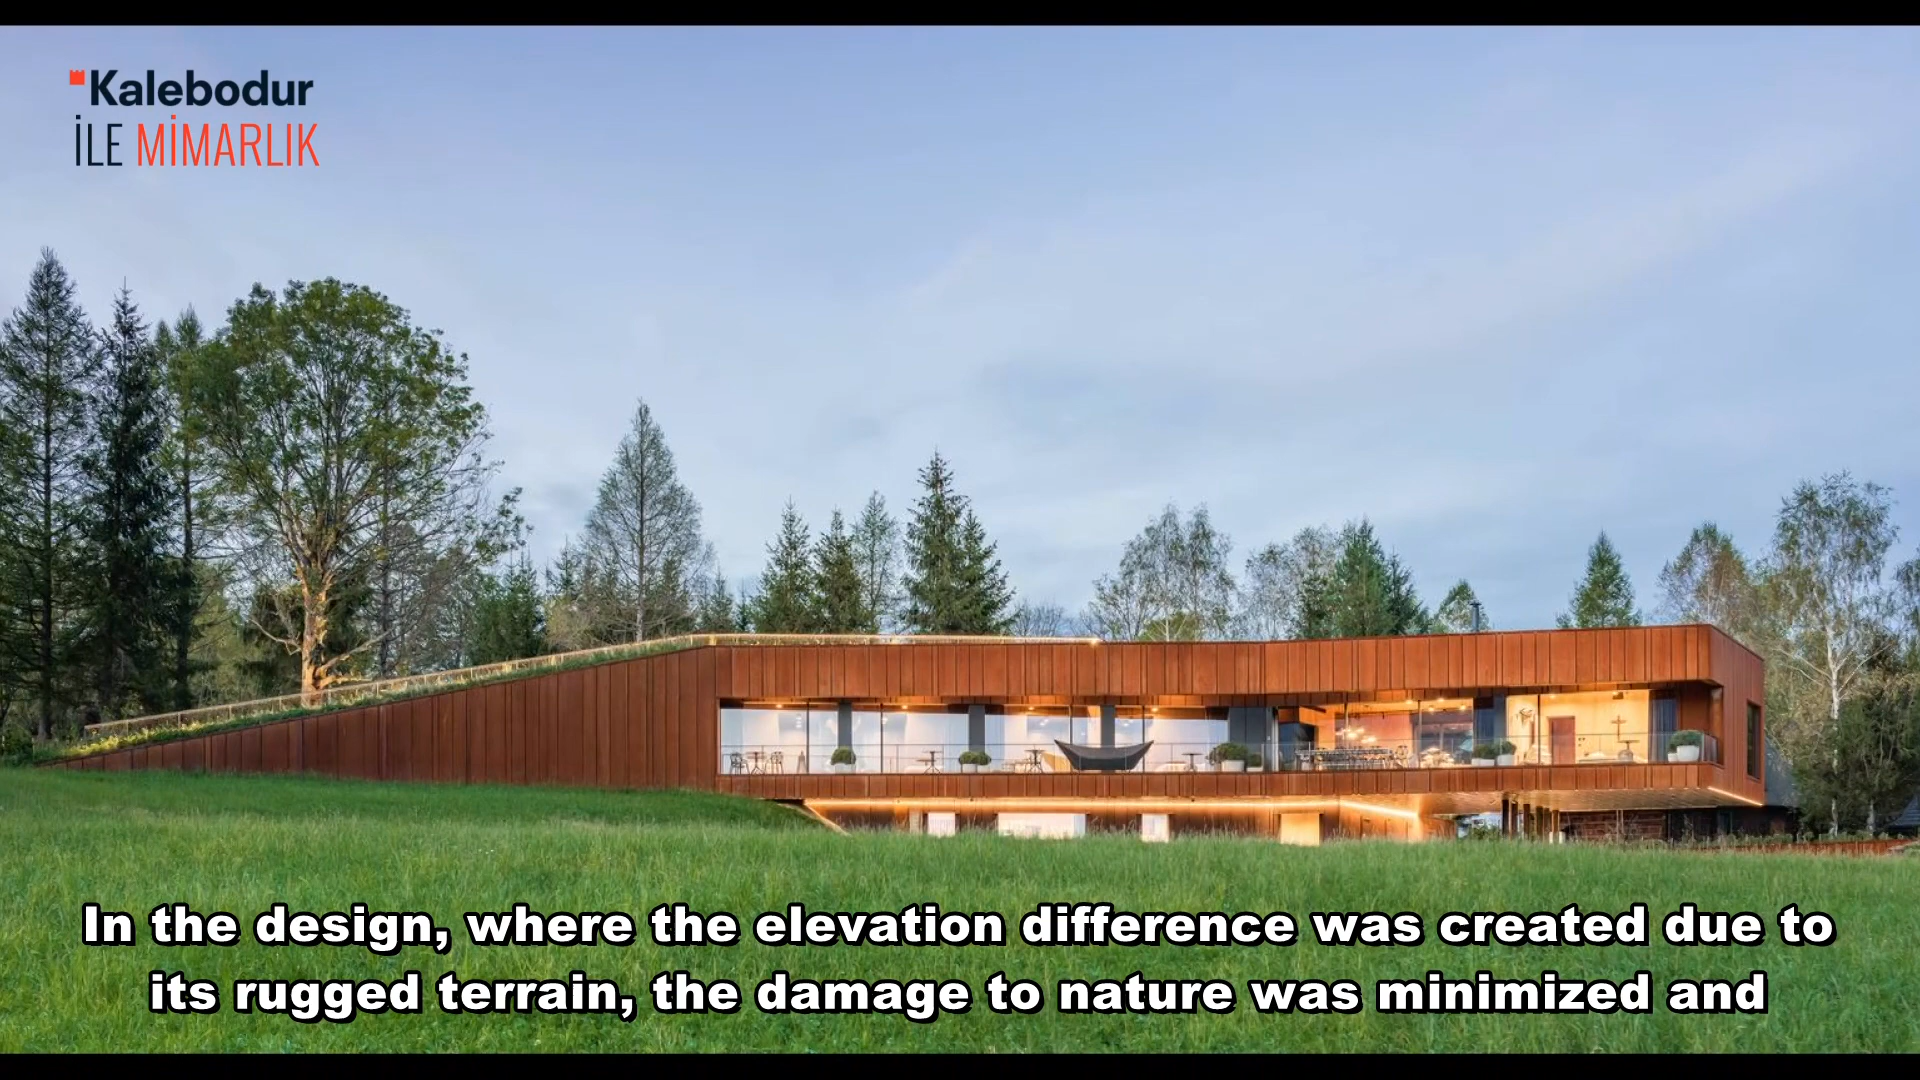 Kalebodur
İLE MİMARLIK
In the design, where the elevation difference was created due to
its rugged terrain, the damage to nature was minimized and